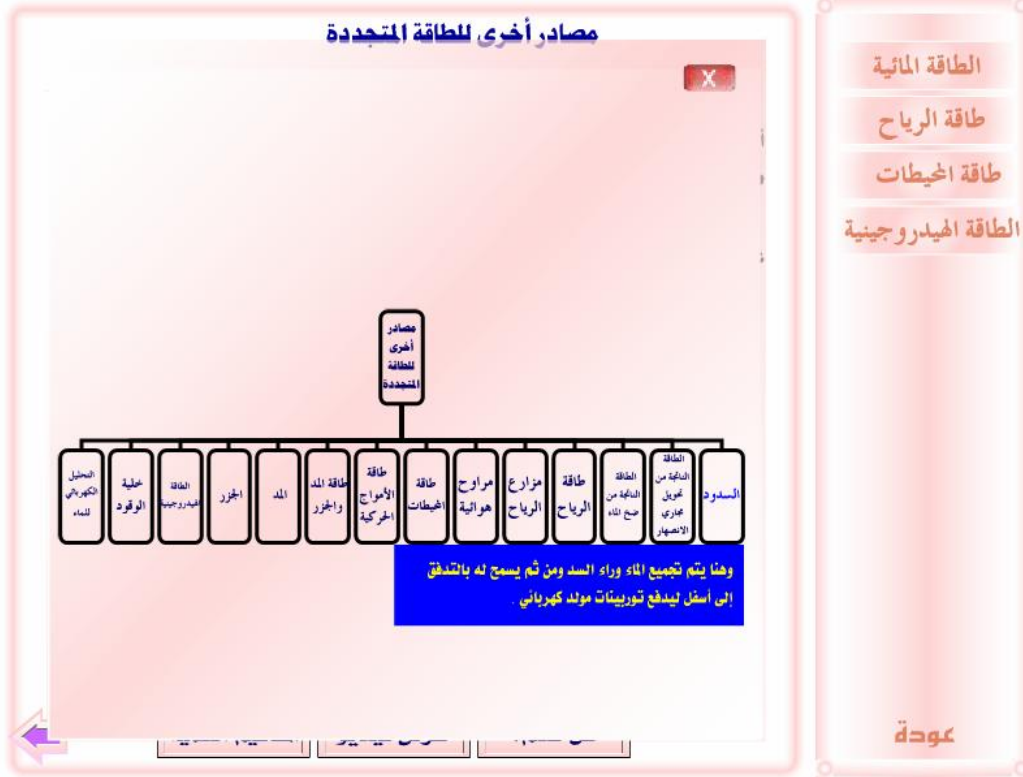 مصادر أخرى للطاقة المتجددة
X
الطاقة المائية
طاقة الرياح
طاقة المحيطات
الطاقة الهيدروجينية
مصادر
أخرى
للطاقة
المتجددة
السدود
الطاقة
الناتجة من
تحويل
مجاري
الانصهار
الطاقة
الناتجة من
ضخ الماء
طاقة
الرياح
مزارع
الرياح
مراوح
هوائية
طاقة
المحيطات
طاقة
الأمواج
الحركية
طاقة المد
والجزر
المد
الجزر
الطاقة
الهيدروجينية
خلية
الوقود
التحليل
الكهربائي
للماء
وهنا يتم تجميع الماء وراء السد ومن ثم يسمح له بالتدفق
إلى أسفل ليدفع توربينات مولد كهربائي .
عودة